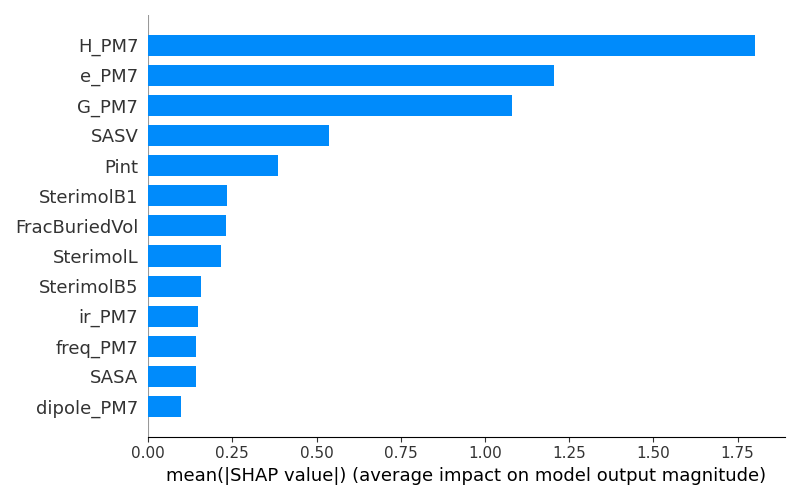 H_PM7
e_PM7
G_PM7
SASV
Pint
SterimolB1
FracBuriedVol
SterimolL
SterimolB5
ir_PM7
freq_PM7
SASA
dipole_PM7
0.00 0.25 0.50 0.75 1.00 1.25 1.50 1.75
mean(|SHAP value|) (average impact on model output magnitude)